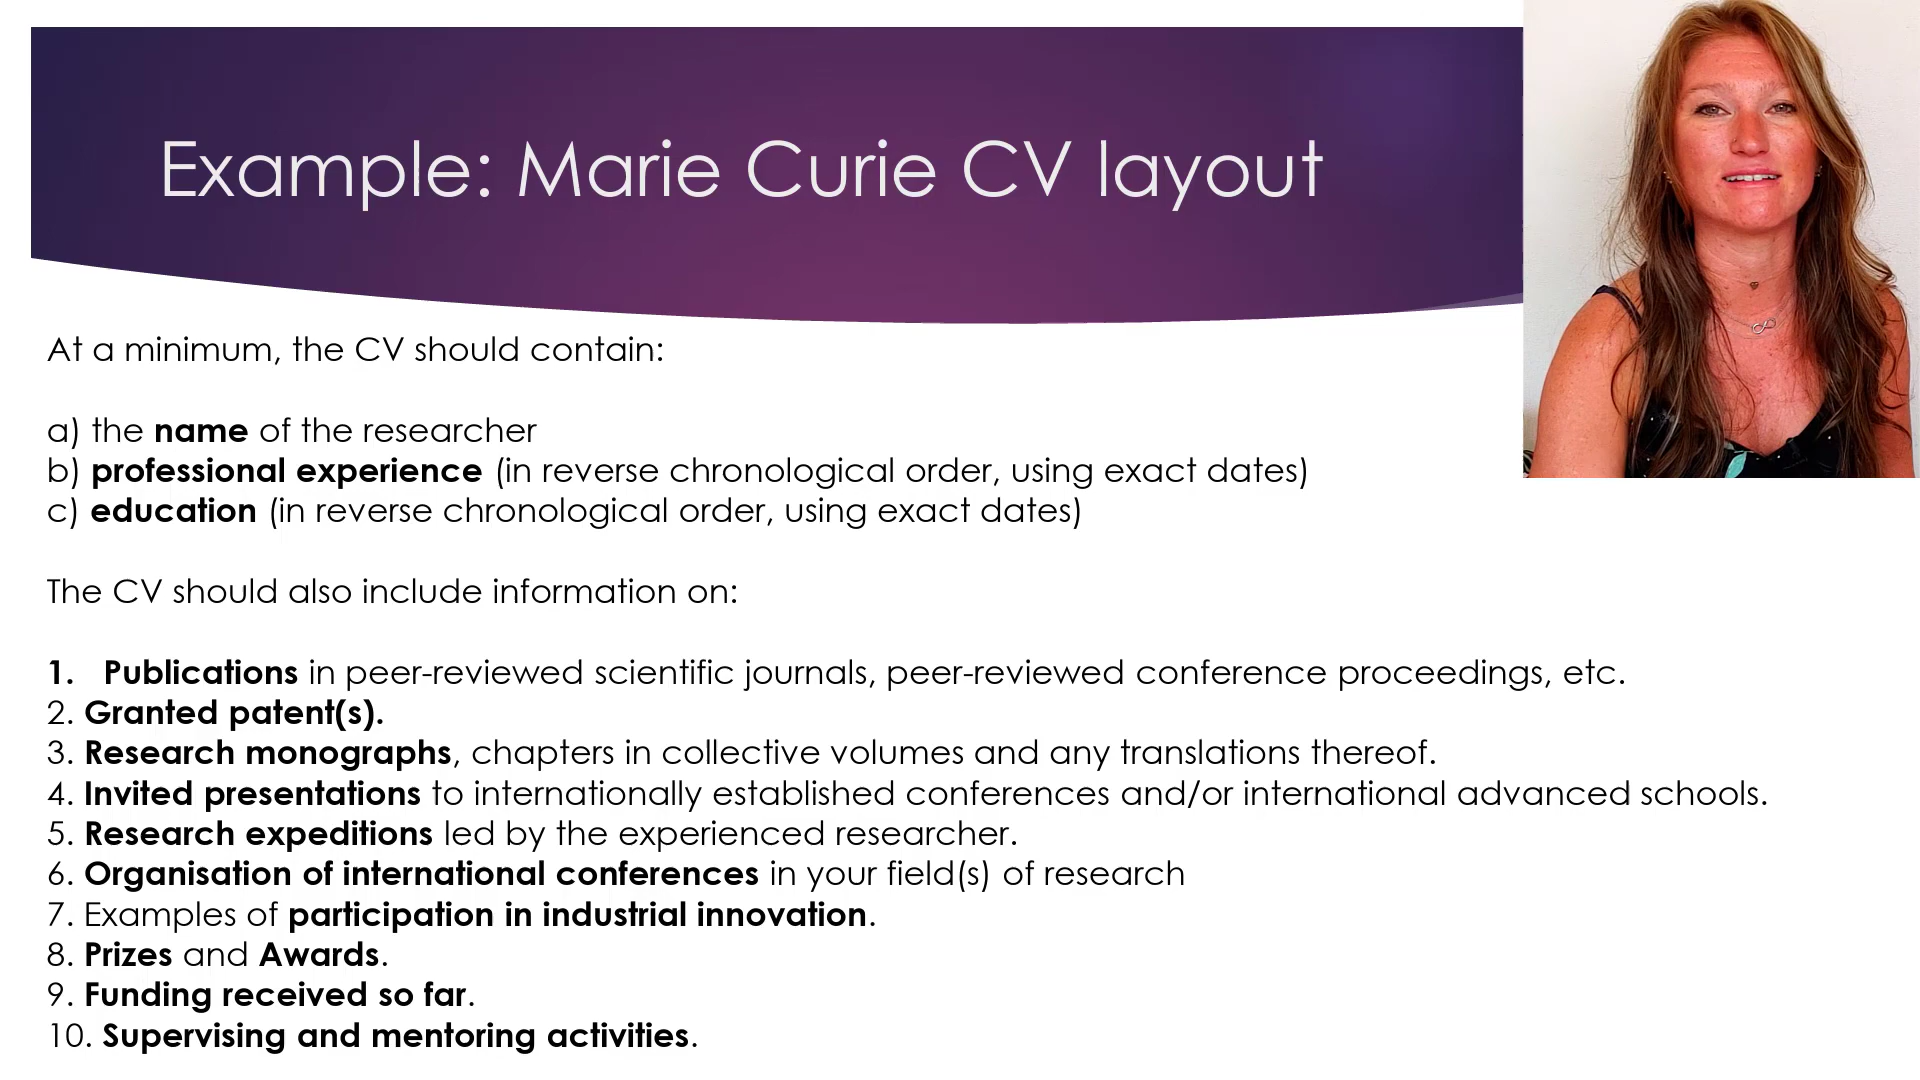 Example: Marie Curie CV layout
At a minimum, the CV should contain:
a) the name of the researcher
b) professional experience (in reverse chronological order, using exact dates)
c) education (in reverse chronological order, using exact dates)
The CV should also include information on:
1. Publications in peer-reviewed scientific journals, peer-reviewed conference proceedings, etc.
2. Granted patent(s).
3. Research monographs, chapters in collective volumes and any translations thereof.
4. Invited presentations to internationally established conferences and/or international advanced schools.
5. Research expeditions led by the experienced researcher.
6. Organisation of international conferences in your field(s) of research
7. Examples of participation in industrial innovation.
8. Prizes and Awards.
9. Funding received so far.
10. Supervising and mentoring activities.